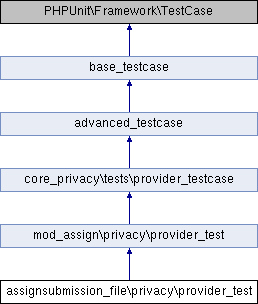 PHPUnit\Framework\TestCase
base_testcase
advanced_testcase
core_privacy\tests\provider_testcase
mod_assign\privacy\provider_test
assignsubmission_file\privacy\provider_test